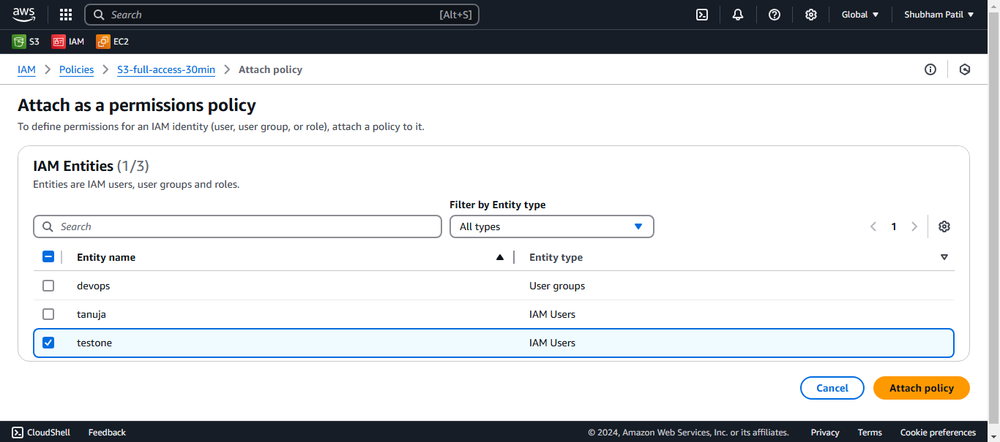 aws Search [Alt+S] Global Shubham Patil
S3 IAM EC2
IAM Policies S3-full-access-30min Attach policy
Attach as a permissions policy
To define permissions for an IAM identity (user, user group, or role), attach a policy to it.
IAM Entities (1/3)
Entities are IAM users, user groups and roles.
Filter by Entity type
Search All types 1
Entity name Entity type
devops User groups
tanuja IAM Users
testone IAM Users
Cancel Attach policy
CloudShell Feedback © 2024, Amazon Web Services, Inc. or its affiliates. Privacy Terms Cookie preferences